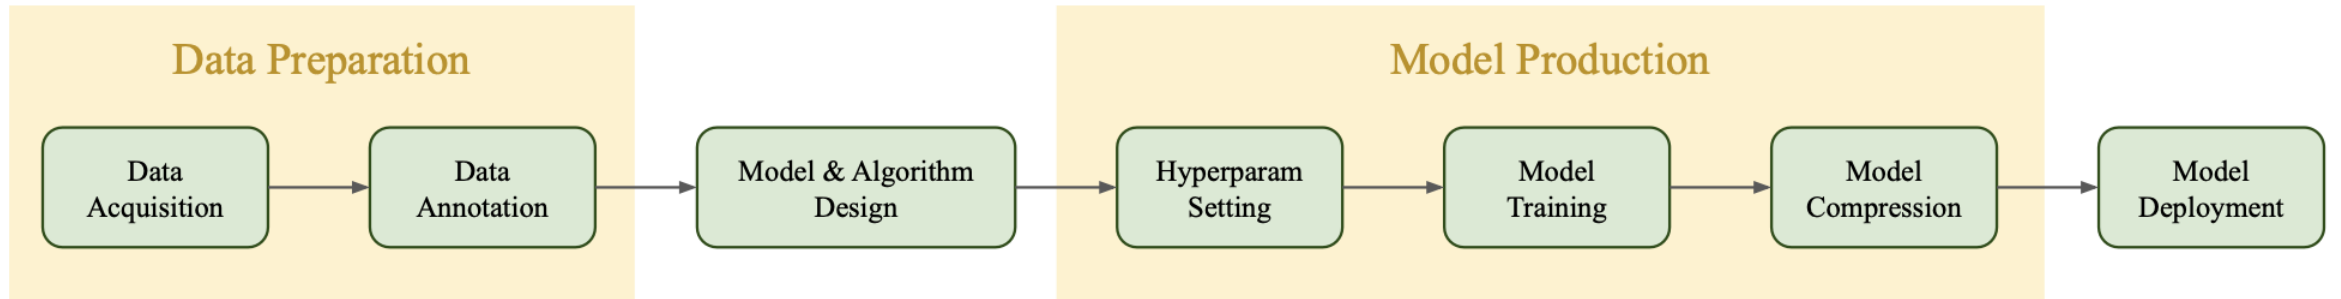 Data Preparation
Model Production
Data
Acquisition
Data
Annotation
Model & Algorithm
Design
Hyperparam
Setting
Model
Training
Model
Compression
Model
Deployment